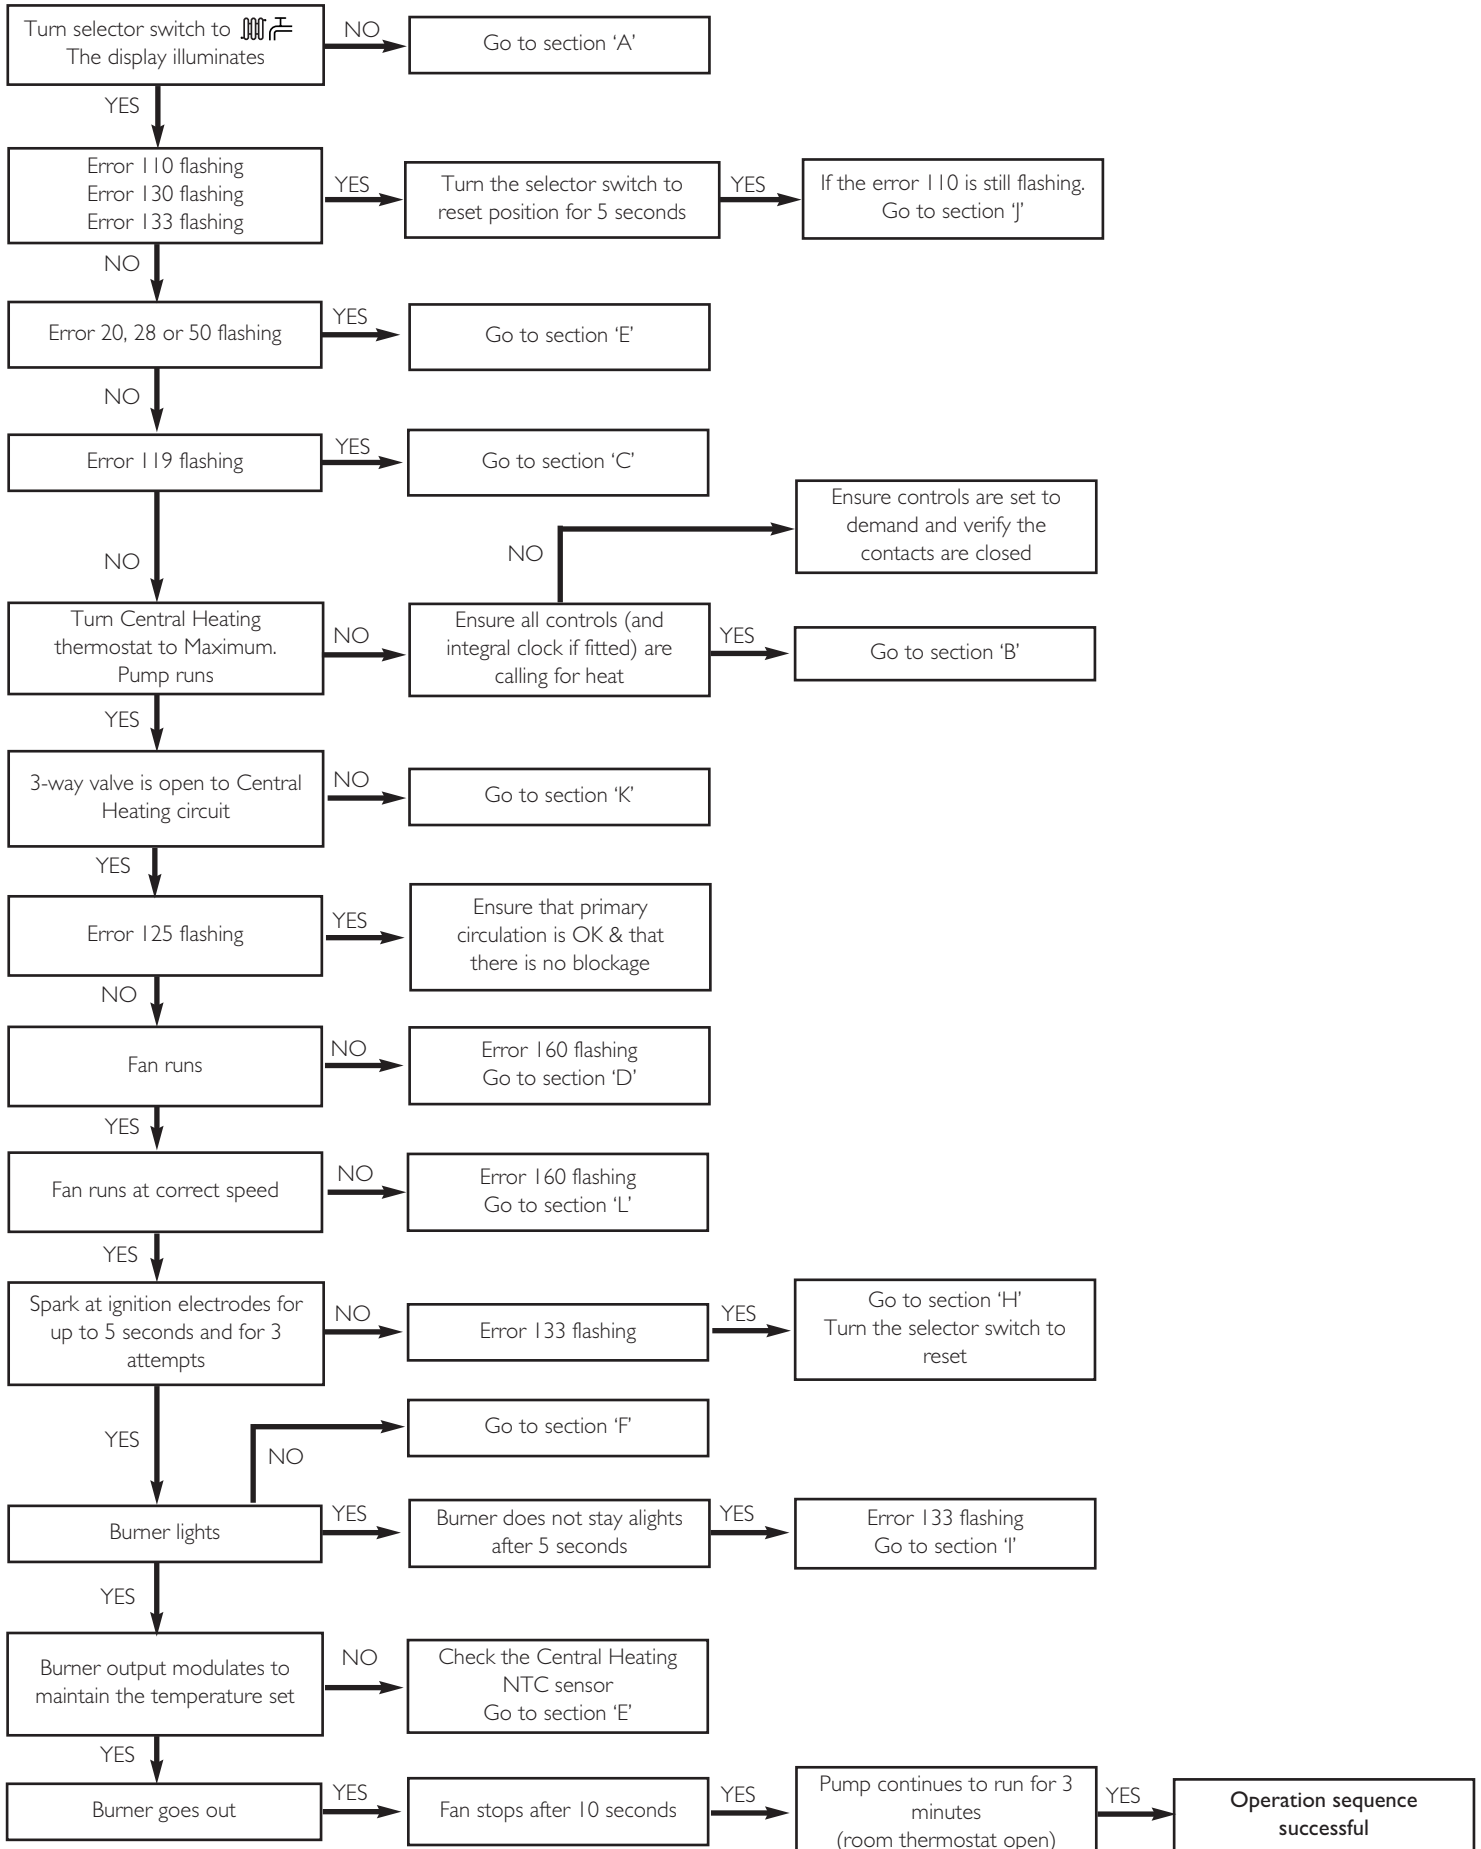 Turn selector switch to
The display illuminates
NO
Go to section ‘A’
YES
Error 110 flashing
Error 130 flashing
Error 133 flashing
YES
Turn the selector switch to
reset position for 5 seconds
YES
If the error 110 is still flashing.
Go to section ‘J’
NO
Error 20, 28 or 50 flashing
YES
Go to section ‘E’
NO
Error 119 flashing
YES
Go to section ‘C’
NO
Turn Central Heating
thermostat to Maximum.
Pump runs
NO
Ensure all controls (and
integral clock if fitted) are
calling for heat
NO
Ensure controls are set to
demand and verify the
contacts are closed
YES
Go to section ‘B’
YES
3-way valve is open to Central
Heating circuit
NO
Go to section ‘K’
YES
Error 125 flashing
YES
Ensure that primary
circulation is OK & that
there is no blockage
NO
Fan runs
NO
Error 160 flashing
Go to section ‘D’
YES
Fan runs at correct speed
NO
Error 160 flashing
Go to section ‘L’
YES
Spark at ignition electrodes for
up to 5 seconds and for 3
attempts
NO
Error 133 flashing
YES
Go to section ‘H’
Turn the selector switch to
reset
YES
NO
Go to section ‘F’
Burner lights
YES
Burner does not stay alights
after 5 seconds
YES
Error 133 flashing
Go to section ‘I’
YES
Burner output modulates to
maintain the temperature set
NO
Check the Central Heating
NTC sensor
Go to section ‘E’
YES
Burner goes out
YES
Fan stops after 10 seconds
YES
Pump continues to run for 3
minutes
(room thermostat open)
YES
Operation sequence
successful